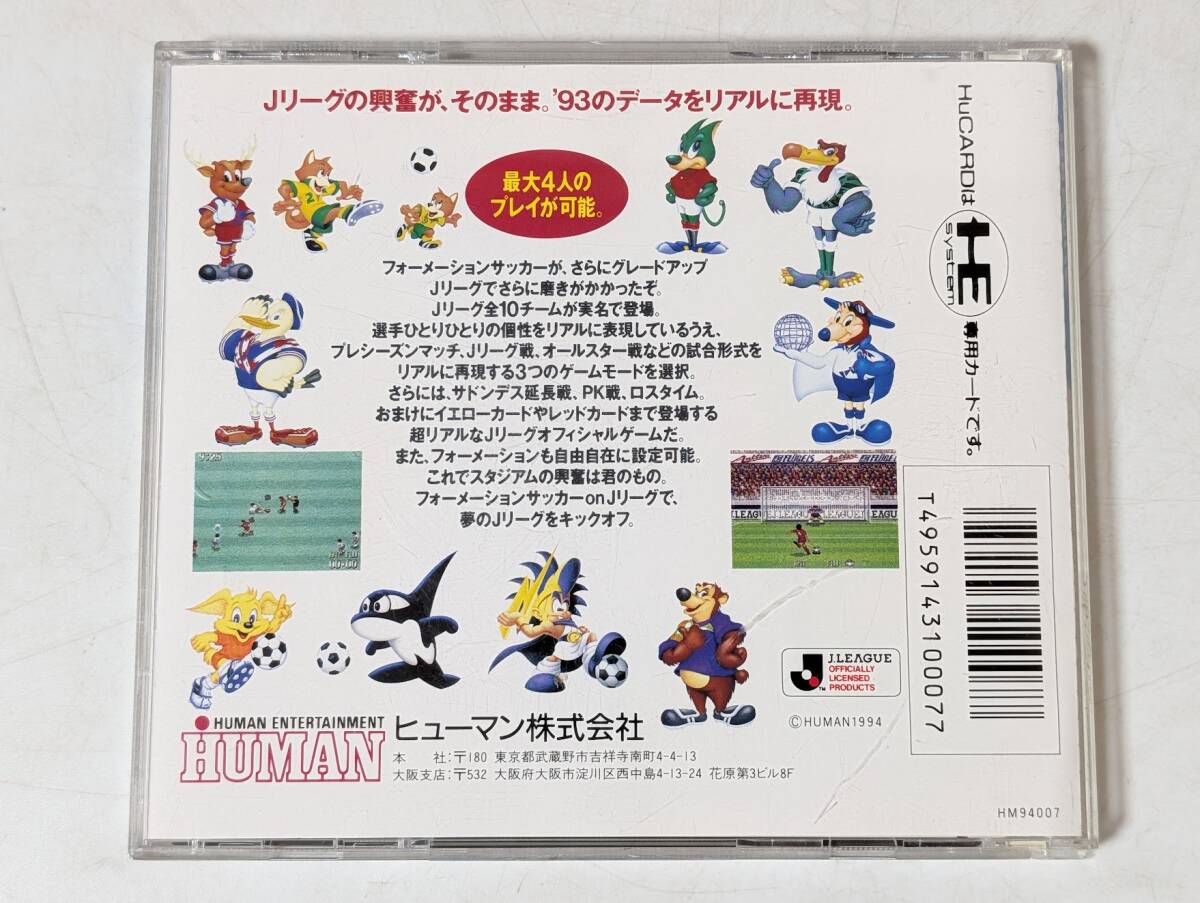 Jリーグの興奮が、そのまま。'93のデータをリアルに再現。
最大4人の
プレイが可能。
フォーメーションサッカーが、さらにグレードアップ
Jリーグでさらに磨きがかかったぞ。
Jリーグ全10チームが実名で登場。
選手ひとりひとりの個性をリアルに表現しているうえ、
プレシーズンマッチ、Jリーグ戦、オールスター戦などの試合形式を
リアルに再現する3つのゲームモードを選択。
さらには、サドンデス延長戦、PK戦、ロスタイム。
おまけにイエローカードやレッドカードまで登場する
超リアルなJリーグオフィシャルゲームだ。
また、フォーメーションも自由自在に設定可能。
これでスタジアムの興奮は君のもの。
フォーメーションサッカーon Jリーグで、
夢のJリーグをキックオフ。
HuCARDは
HE
system
専用カードです。
T4959143100077
J.LEAGUE
OFFICIALLY
LICENSED
PRODUCTS
©HUMAN1994
HUMAN ENTERTAINMENT
HUMAN
ヒューマン株式会社
本 社:〒180 東京都武蔵野市吉祥寺南町4-4-13
大阪支店:〒532 大阪府大阪市淀川区西中島4-13-24 花原第3ビル8F
HM94007